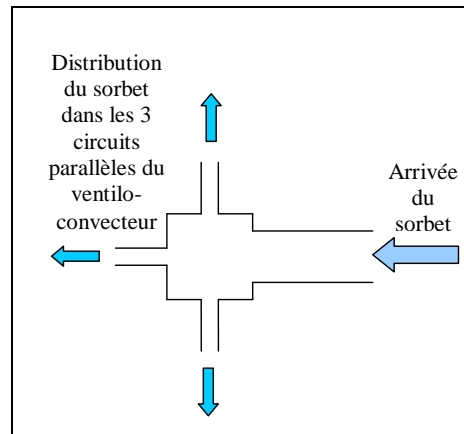 Distribution
du sorbet
dans les 3
circuits
parallèles du
ventilo-
convecteur
Arrivée
du
sorbet